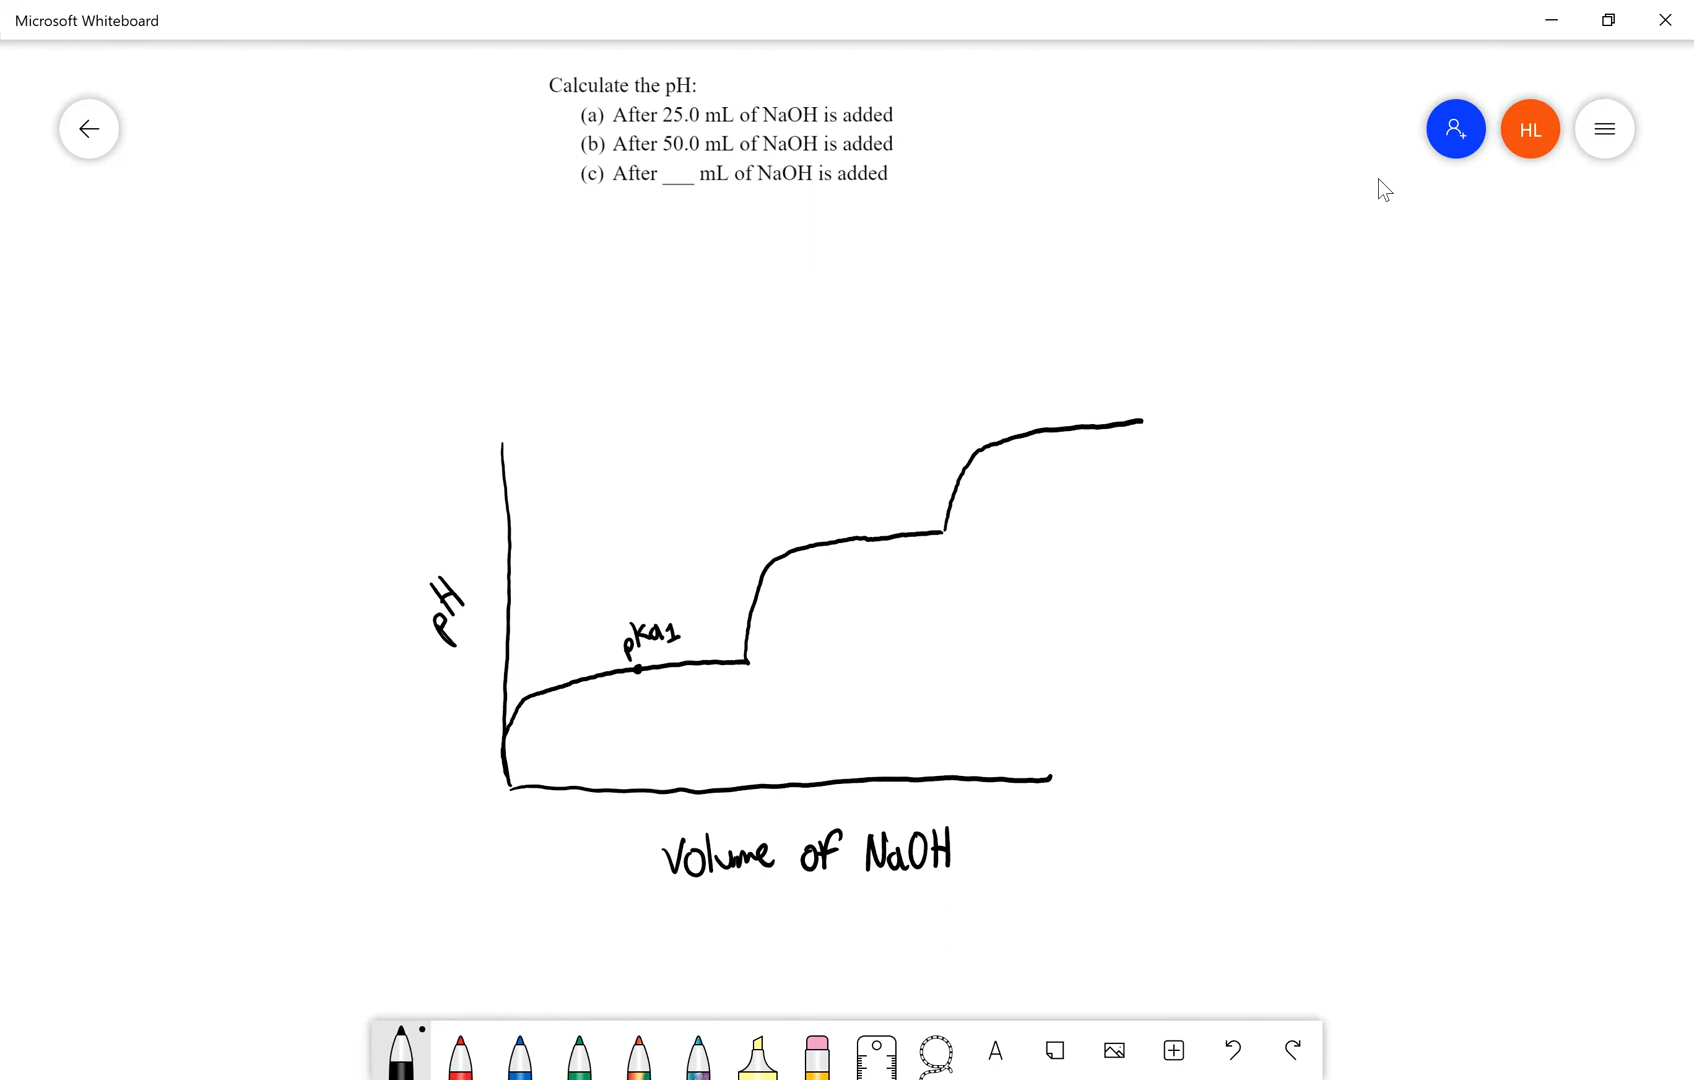 Microsoft Whiteboard
Calculate the pH:
(a) After 25.0 mL of NaOH is added
(b) After 50.0 mL of NaOH is added
(c) After ___ mL of NaOH is added
HL
pH
pKa1
Volume of NaOH
A